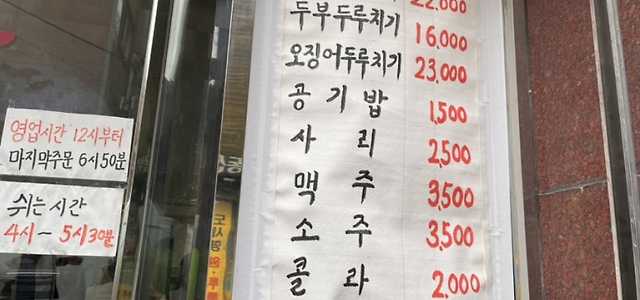 영업시간 12시부터
마지막주문 6시50분
쉬는시간
4시~5시30분
22,000
두부두루치기 16,000
오징어두루치기 23,000
공기밥 1,500
사리 2,500
맥주 3,500
소주 3,500
콜라 2,000